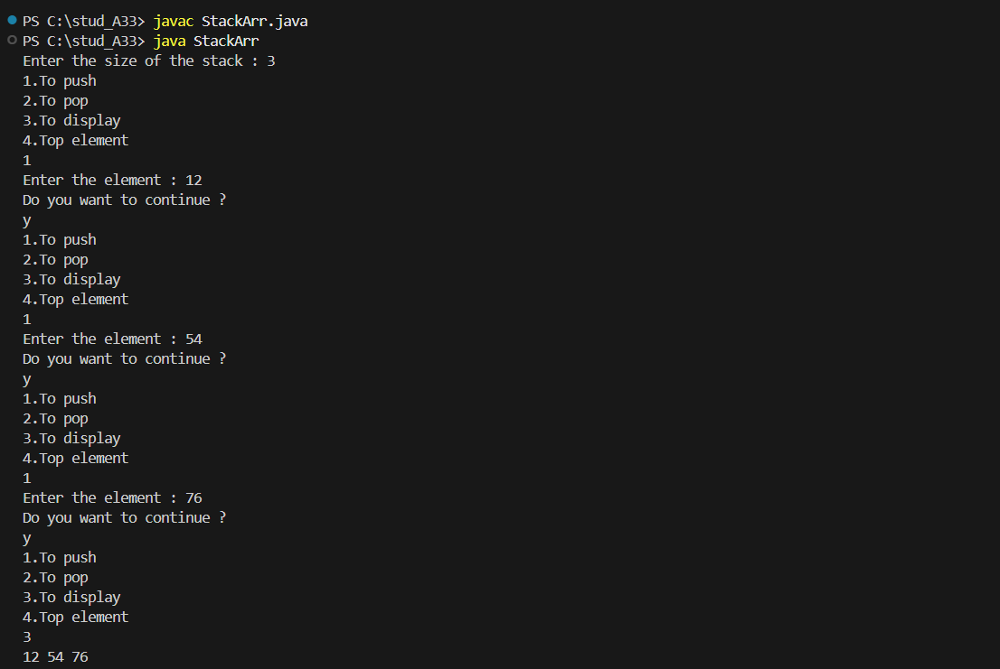 PS C:\stud_A33> javac StackArr.java
PS C:\stud_A33> java StackArr
Enter the size of the stack : 3
1.To push
2.To pop
3.To display
4.Top element
1
Enter the element : 12
Do you want to continue ?
y
1.To push
2.To pop
3.To display
4.Top element
1
Enter the element : 54
Do you want to continue ?
y
1.To push
2.To pop
3.To display
4.Top element
1
Enter the element : 76
Do you want to continue ?
y
1.To push
2.To pop
3.To display
4.Top element
3
12 54 76